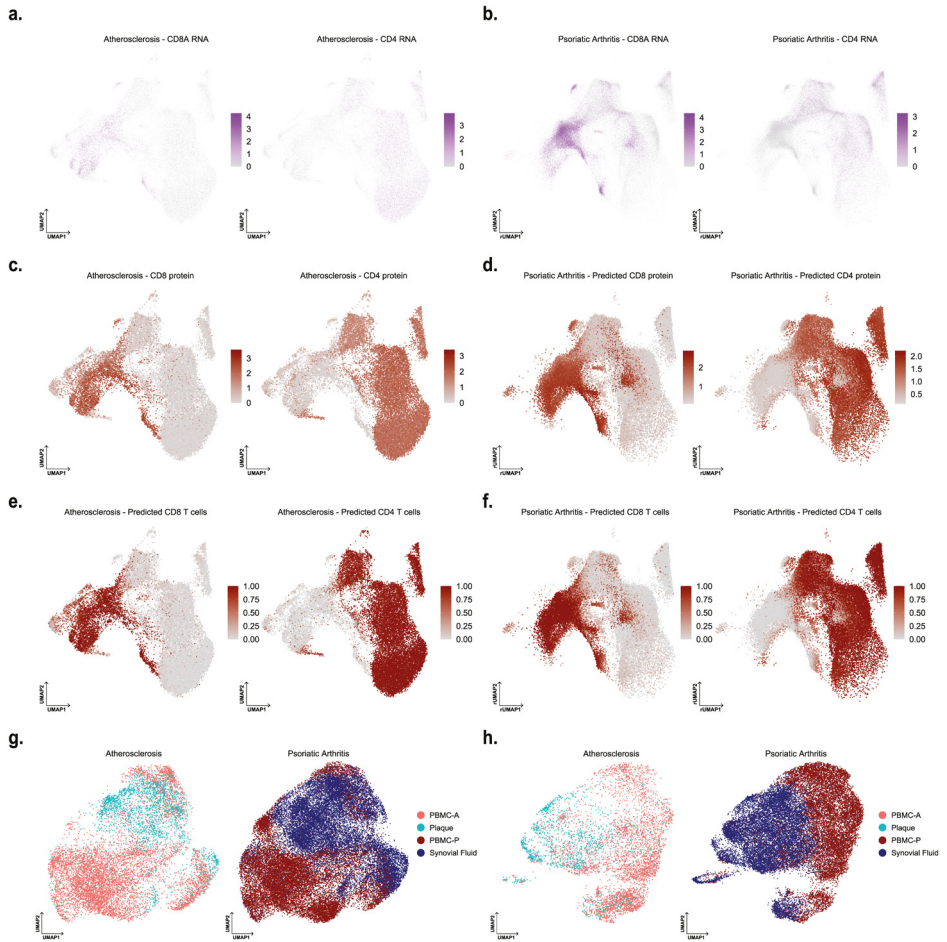 a.
b.
Atherosclerosis - CD8A RNA
Atherosclerosis - CD4 RNA
Psoriatic Arthritis - CD8A RNA
Psoriatic Arthritis - CD4 RNA
4
3
2
1
0
3
2
1
0
4
3
2
1
0
3
2
1
0
UMAP2
UMAP1
UMAP2
UMAP1
rUMAP2
rUMAP1
rUMAP2
rUMAP1
c.
d.
Atherosclerosis - CD8 protein
Atherosclerosis - CD4 protein
Psoriatic Arthritis - Predicted CD8 protein
Psoriatic Arthritis - Predicted CD4 protein
3
2
1
0
3
2
1
0
2
1
2.0
1.5
1.0
0.5
UMAP2
UMAP1
UMAP2
UMAP1
rUMAP2
rUMAP1
rUMAP2
rUMAP1
e.
f.
Atherosclerosis - Predicted CD8 T cells
Atherosclerosis - Predicted CD4 T cells
Psoriatic Arthritis - Predicted CD8 T cells
Psoriatic Arthritis - Predicted CD4 T cells
1.00
0.75
0.50
0.25
0.00
1.00
0.75
0.50
0.25
0.00
1.00
0.75
0.50
0.25
0.00
1.00
0.75
0.50
0.25
0.00
UMAP2
UMAP1
UMAP2
UMAP1
rUMAP2
rUMAP1
rUMAP2
rUMAP1
g.
h.
Atherosclerosis
Psoriatic Arthritis
Atherosclerosis
Psoriatic Arthritis
PBMC-A
Plaque
PBMC-P
Synovial Fluid
PBMC-A
Plaque
PBMC-P
Synovial Fluid
UMAP2
UMAP1
UMAP2
UMAP1
UMAP2
UMAP1
UMAP2
UMAP1